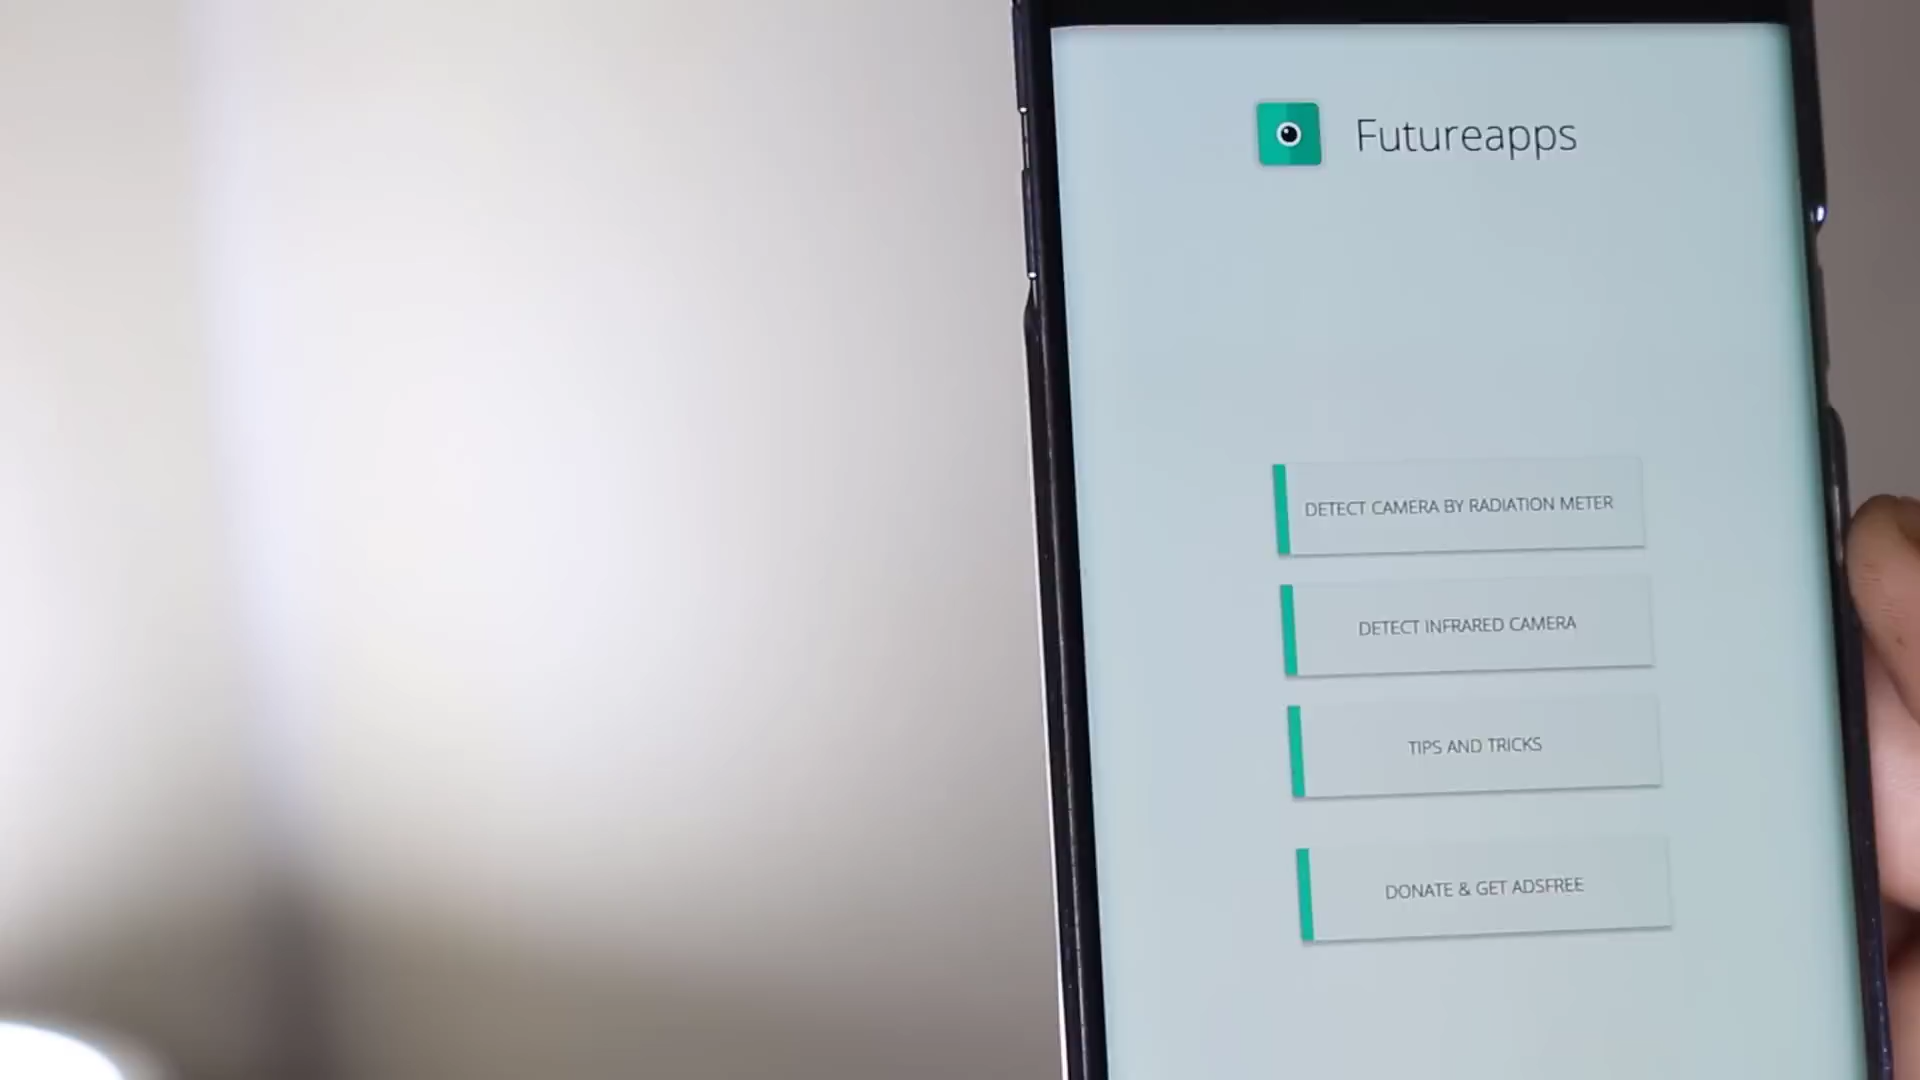 Futureapps
DETECT CAMERA BY RADIATION METER
DETECT INFRARED CAMERA
TIPS AND TRICKS
DONATE & GET ADSFREE